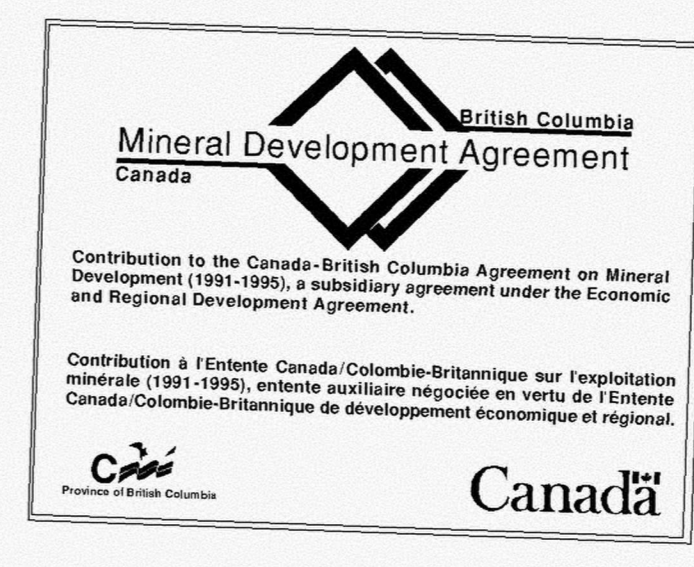 British Columbia
Mineral Development Agreement
Canada
Contribution to the Canada-British Columbia Agreement on Mineral
Development (1991-1995), a subsidiary agreement under the Economic
and Regional Development Agreement.
Contribution à l'Entente Canada/Colombie-Britannique sur l'exploitation
minérale (1991-1995), entente auxiliaire négociée en vertu de l'Entente
Canada/Colombie-Britannique de développement économique et régional.
Province of British Columbia
Canada